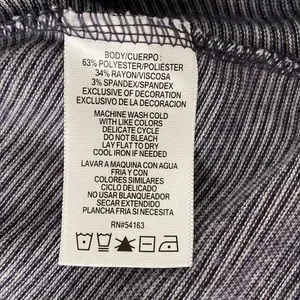 BODY/CUERPO:
63% POLYESTER/POLIÉSTER
34% RAYON/VISCOSA
3% SPANDEX/SPANDEX
EXCLUSIVE OF DECORATION
EXCLUSIVO DE LA DECORACION
MACHINE WASH COLD
WITH LIKE COLORS
DELICATE CYCLE
DO NOT BLEACH
LAY FLAT TO DRY
COOL IRON IF NEEDED
LAVAR A MAQUINA CON AGUA
FRIA Y CON
COLORES SIMILARES
CICLO DELICADO
NO USAR BLANQUEADOR
SECAR EXTENDIDO
PLANCHA FRIA SI NECESITA
RN#54163